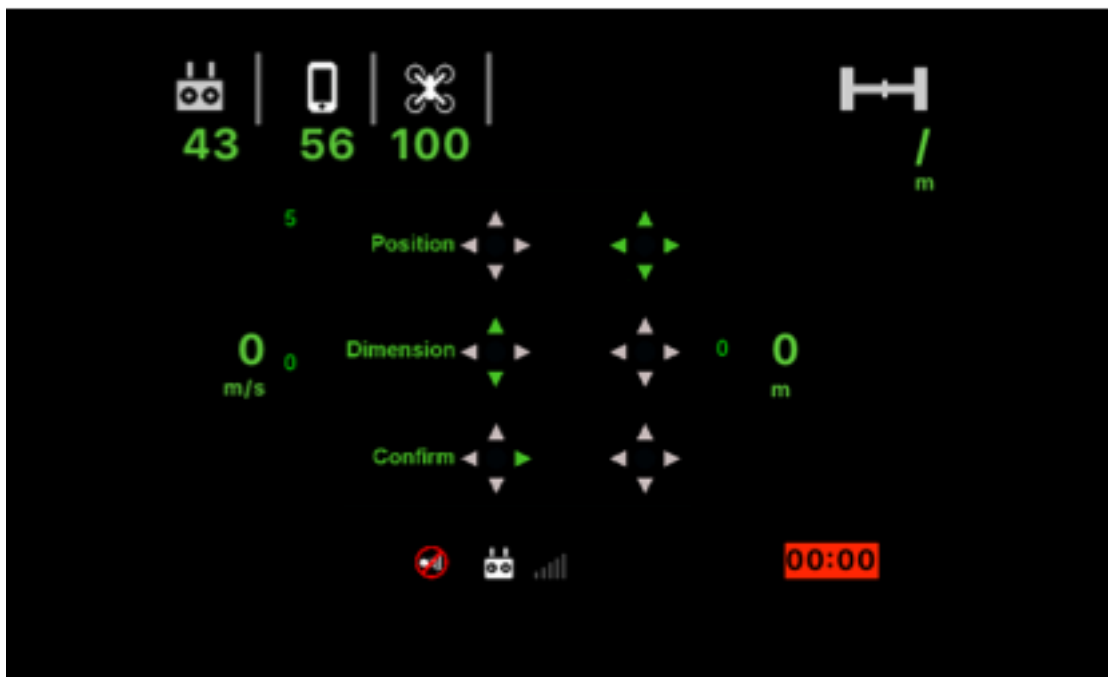 43 56 100 /
m
5
Position
0 0 Dimension 0 0
m/s m
Confirm
00:00